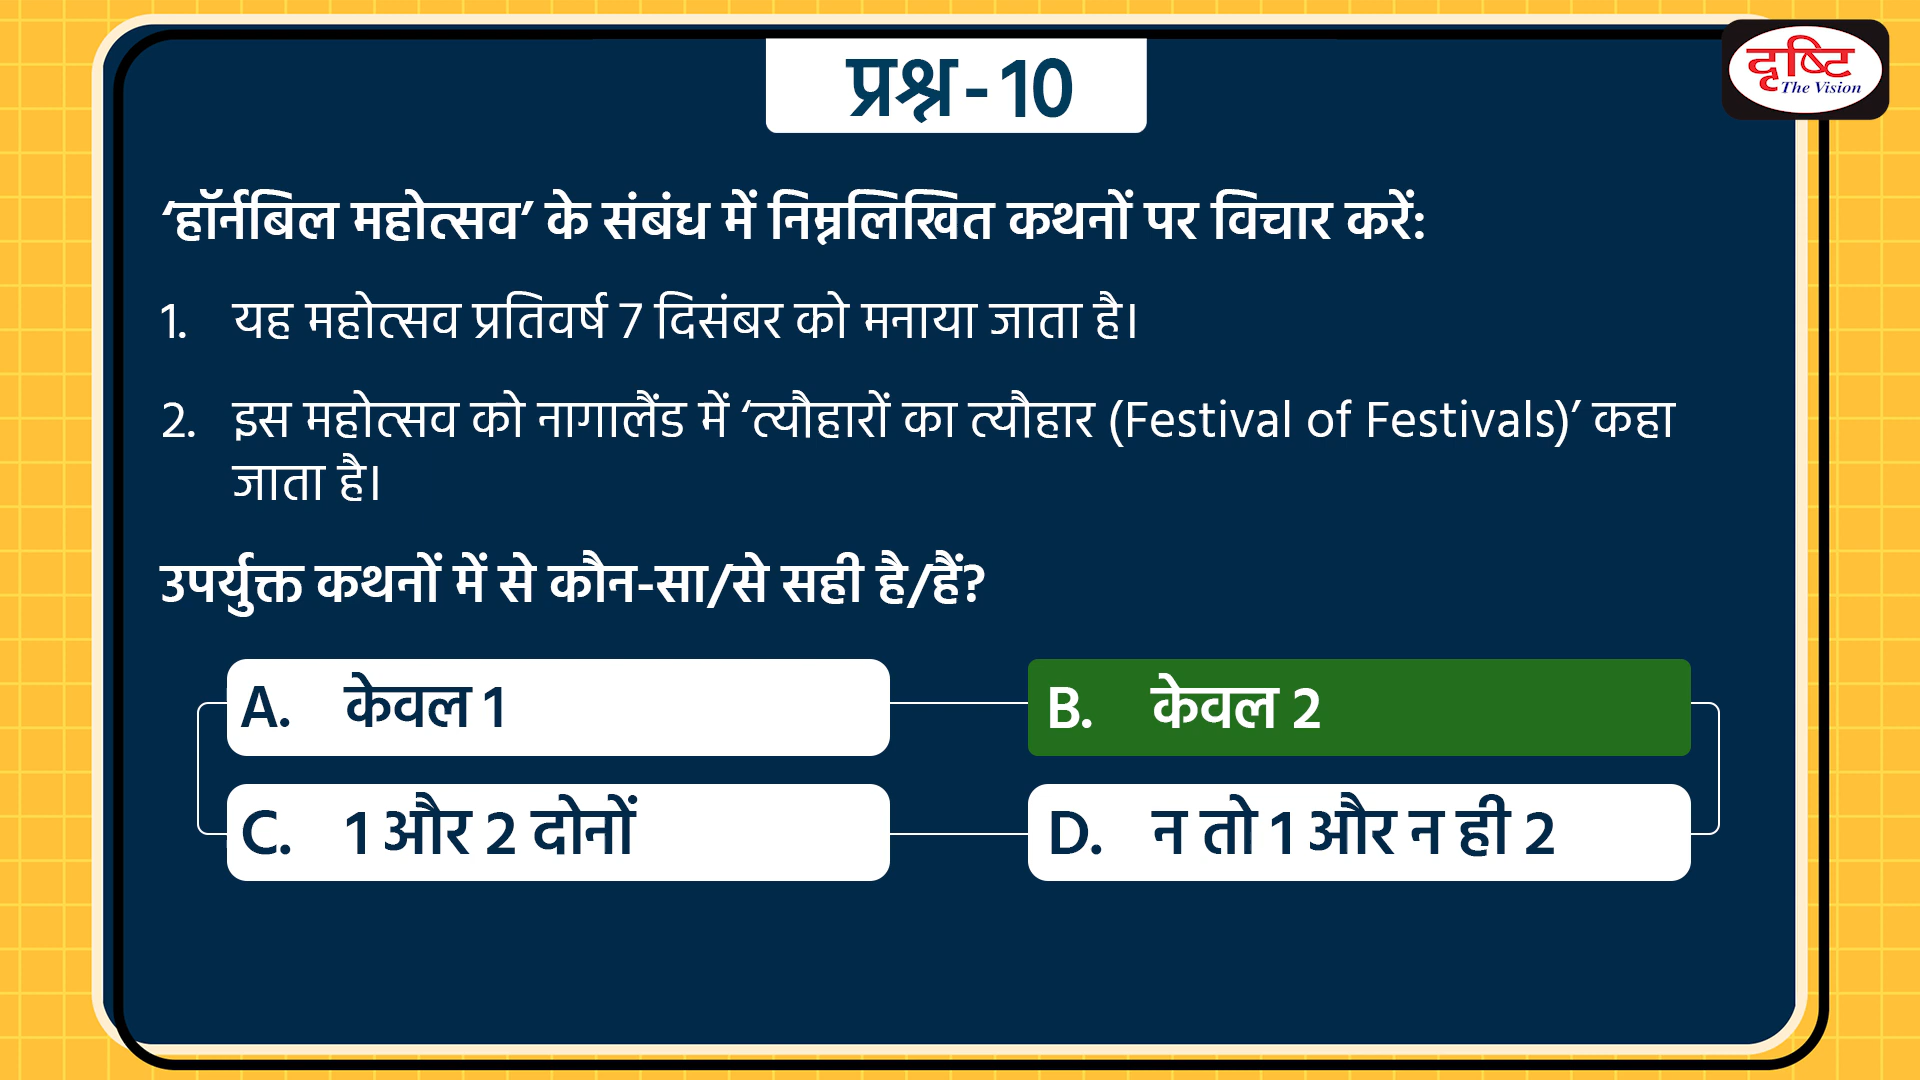 प्रश्न - 10
दृष्टि
The Vision
‘हॉर्नबिल महोत्सव’ के संबंध में निम्नलिखित कथनों पर विचार करें:
1. यह महोत्सव प्रतिवर्ष 7 दिसंबर को मनाया जाता है।
2. इस महोत्सव को नागालैंड में ‘त्यौहारों का त्यौहार (Festival of Festivals)’ कहा
जाता है।
उपर्युक्त कथनों में से कौन-सा/से सही है/हैं?
A. केवल 1
B. केवल 2
C. 1 और 2 दोनों
D. न तो 1 और न ही 2